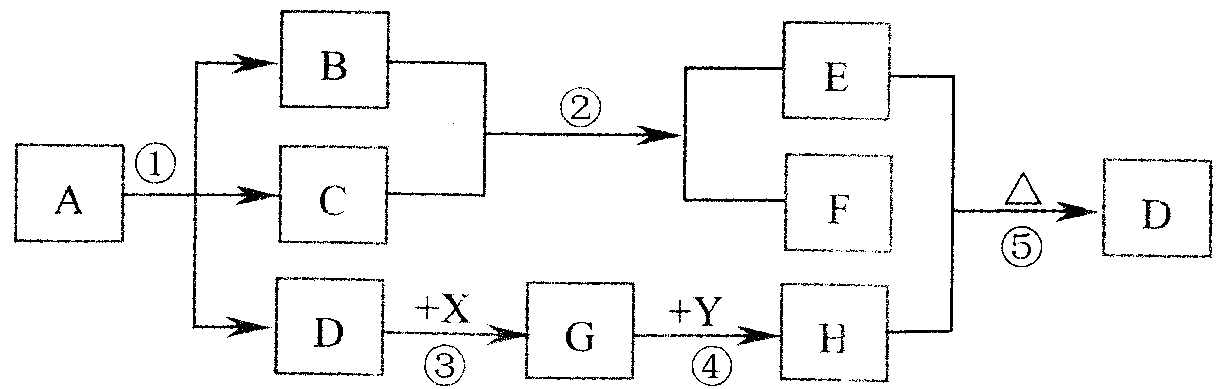 B
E
②
①
A
C
F
△
D
⑤
D
+X
③
G
+Y
④
H